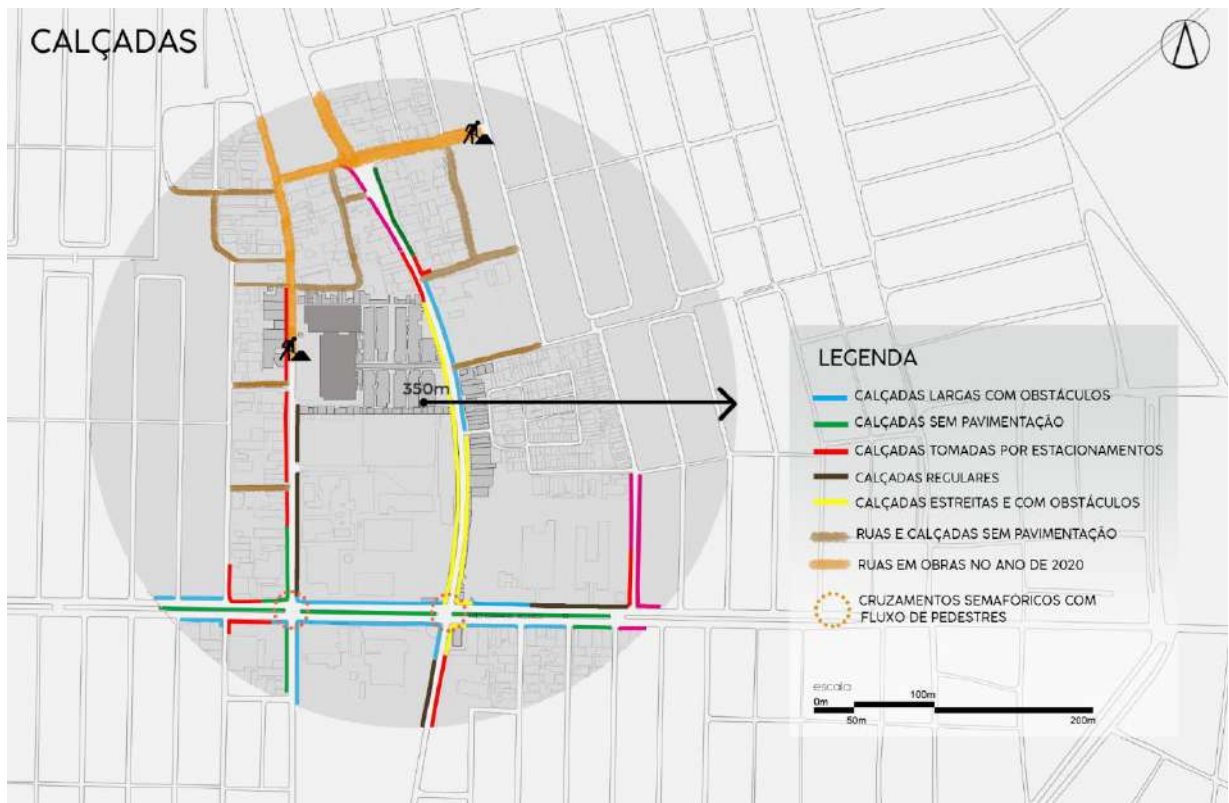 CALÇADAS
350m
LEGENDA
CALÇADAS LARGAS COM OBSTÁCULOS
CALÇADAS SEM PAVIMENTAÇÃO
CALÇADAS TOMADAS POR ESTACIONAMENTOS
CALÇADAS REGULARES
CALÇADAS ESTREITAS E COM OBSTÁCULOS
RUAS E CALÇADAS SEM PAVIMENTAÇÃO
RUAS EM OBRAS NO ANO DE 2020
CRUZAMENTOS SEMAFÓRICOS COM
FLUXO DE PEDESTRES
escala
0m
100m
50m
200m